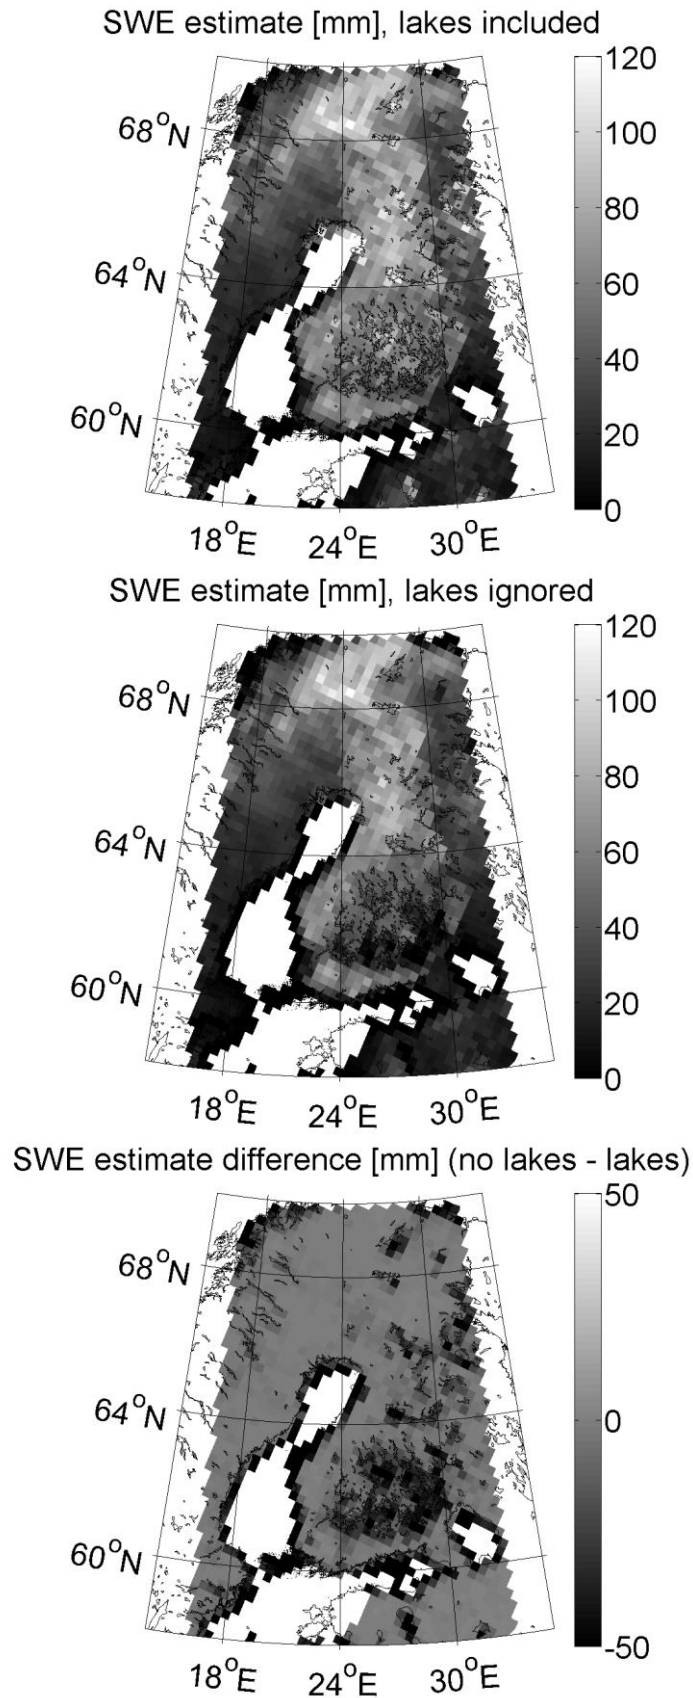 SWE estimate [mm], lakes included
120
68°N
100
80
64°N
60
40
60°N
20
0
18°E 24°E 30°E
SWE estimate [mm], lakes ignored
120
68°N
100
80
64°N
60
40
60°N
20
0
18°E 24°E 30°E
SWE estimate difference [mm] (no lakes - lakes)
50
68°N
64°N
0
60°N
-50
18°E 24°E 30°E